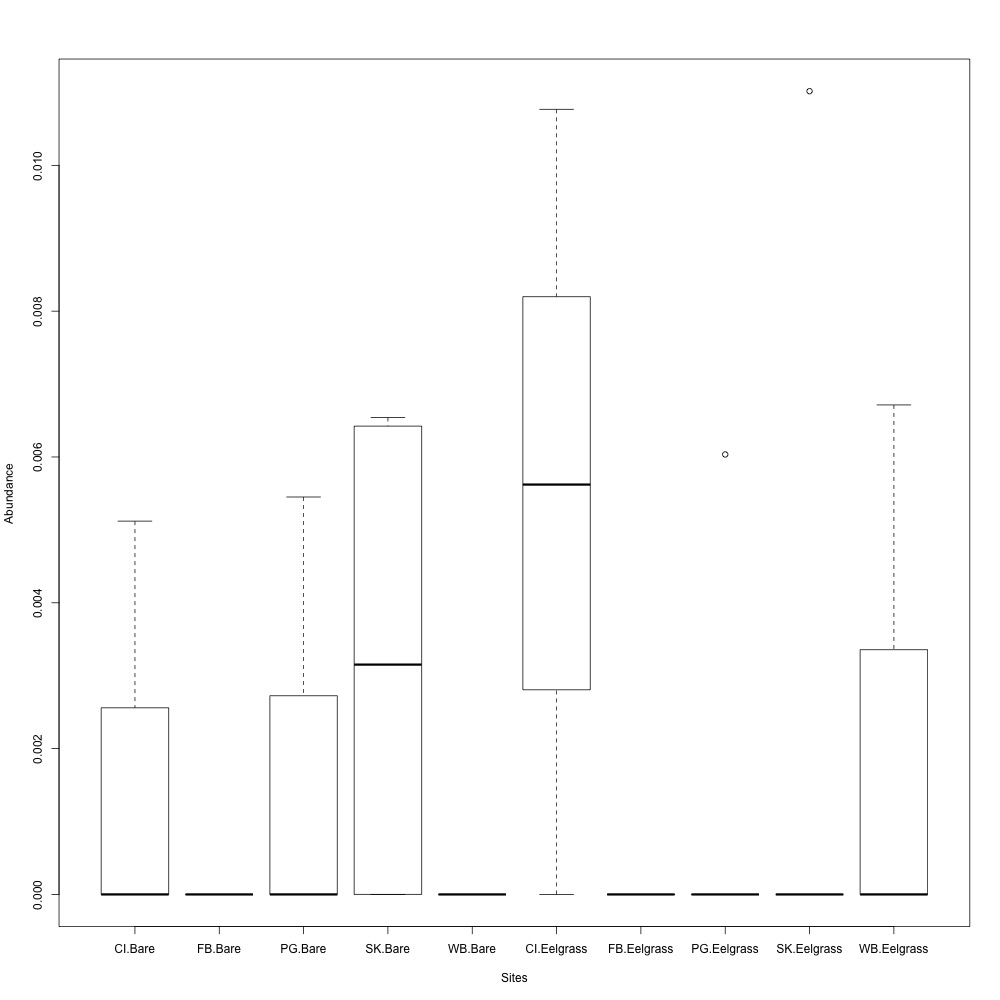 Abundance
0.010
0.008
0.006
0.004
0.002
0.000
CI.Bare FB.Bare PG.Bare SK.Bare WB.Bare CI.Eelgrass FB.Eelgrass PG.Eelgrass SK.Eelgrass WB.Eelgrass
Sites